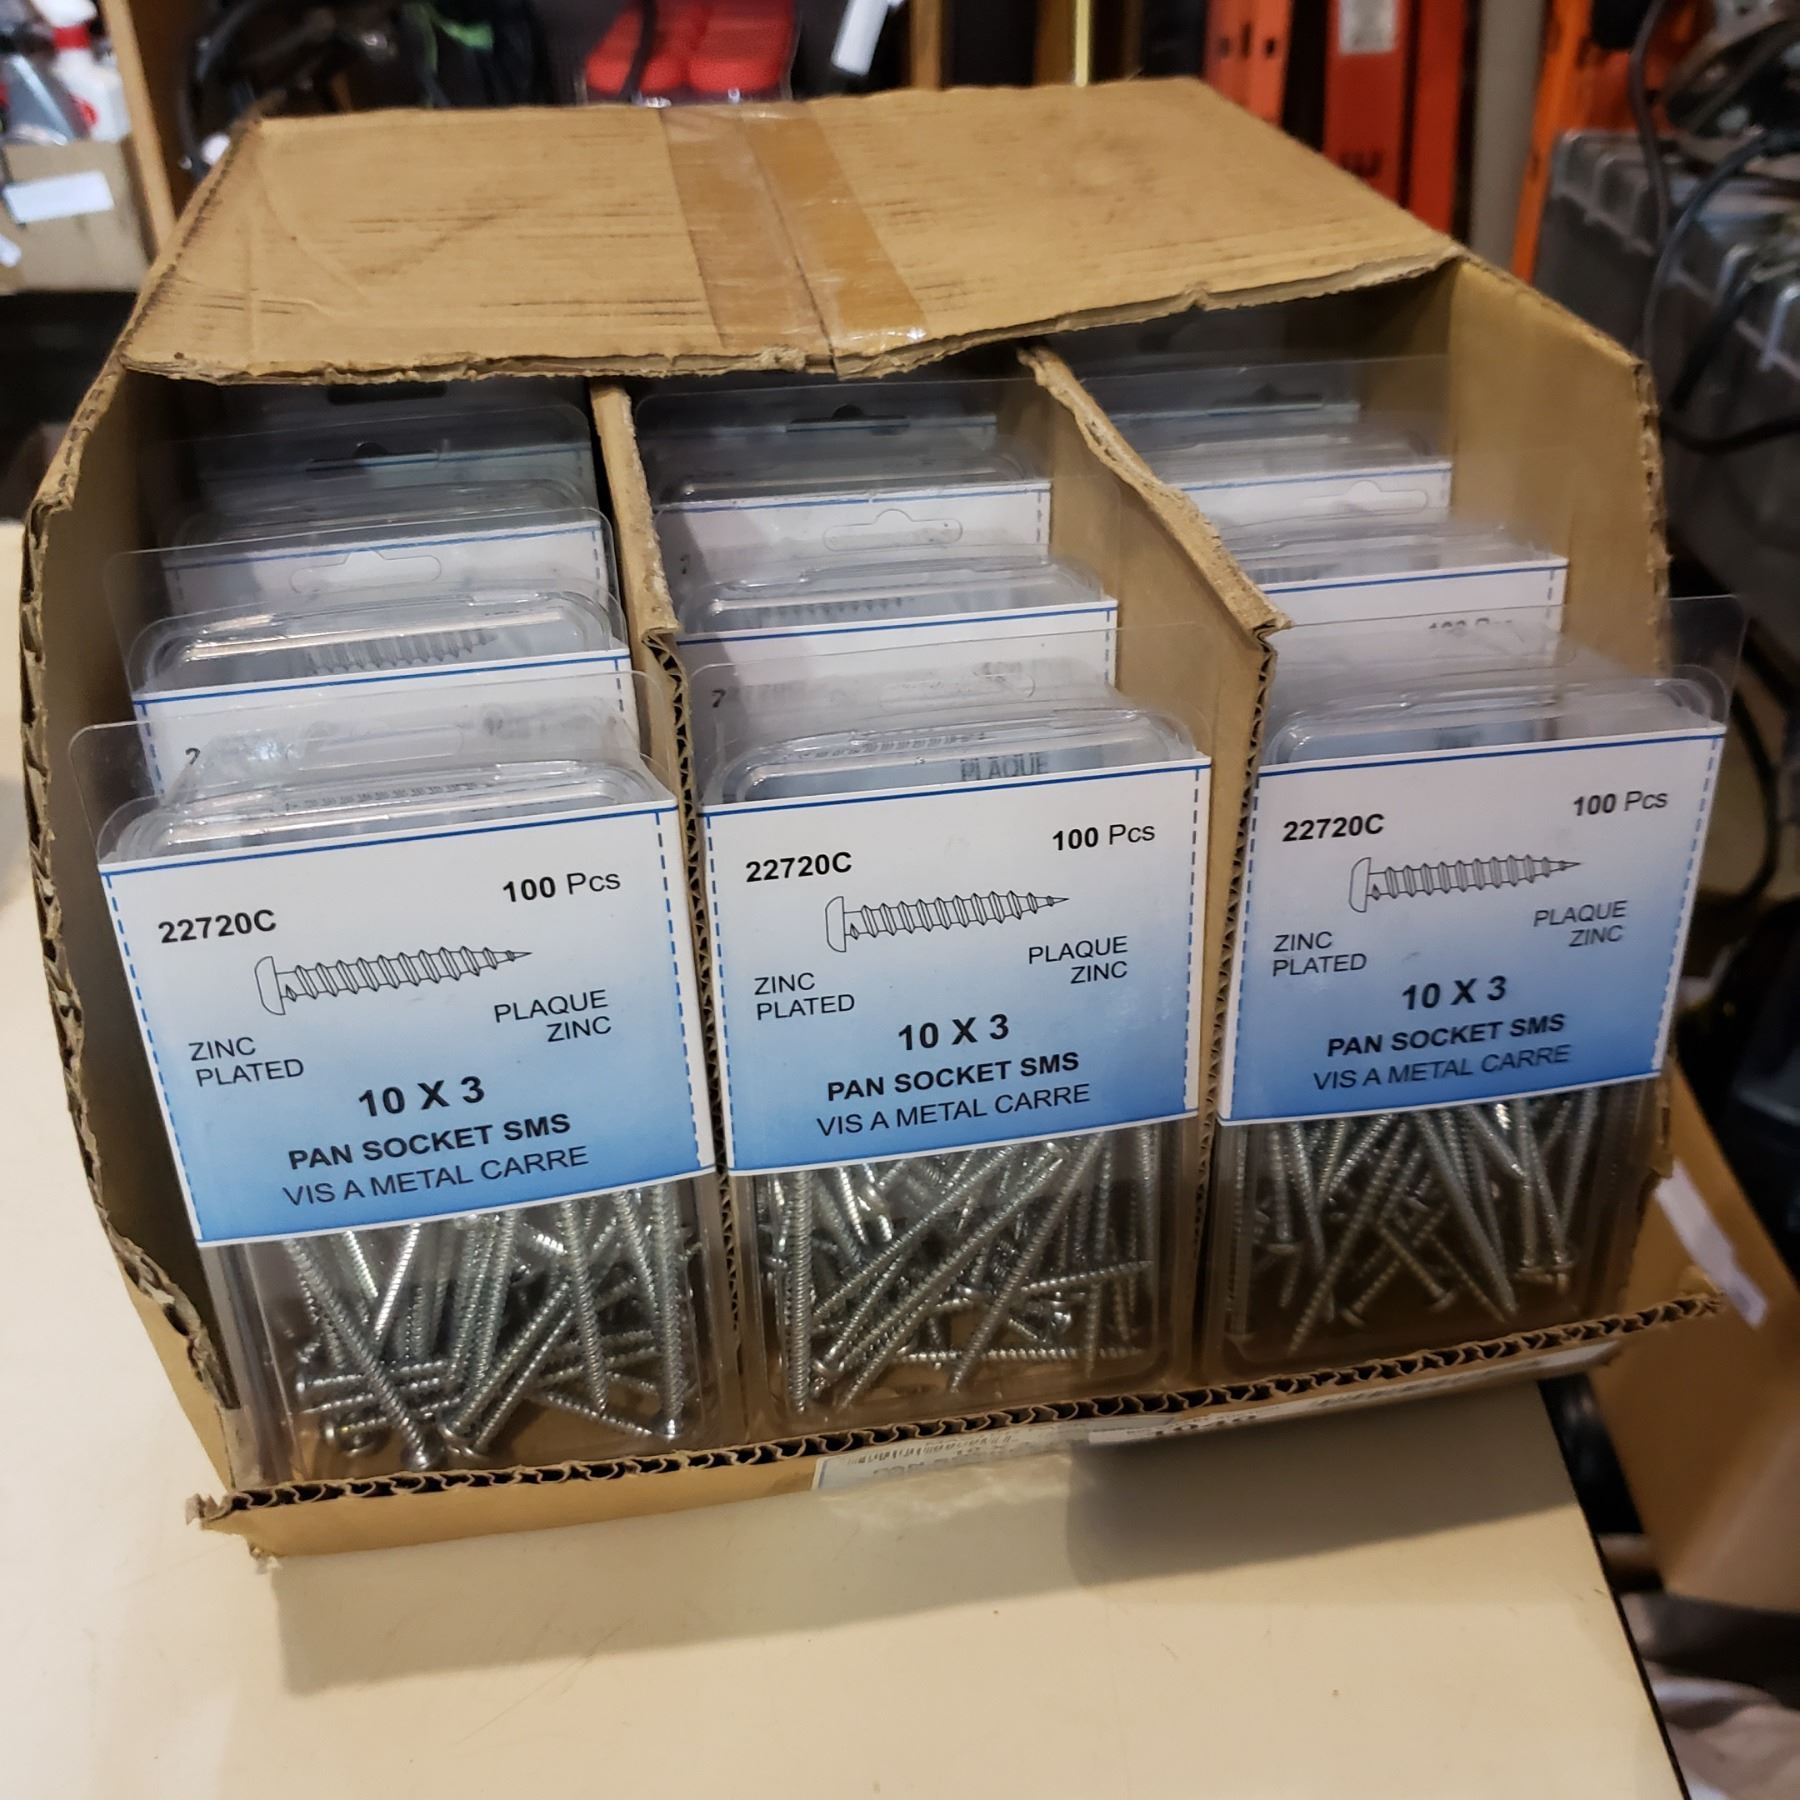 22720C
100 Pcs
ZINC
PLATED
PLAQUE
ZINC
10 X 3
PAN SOCKET SMS
VIS A METAL CARRE
PLAQUE
22720C
100 Pcs
ZINC
PLATED
PLAQUE
ZINC
10 X 3
PAN SOCKET SMS
VIS A METAL CARRE
22720C
100 Pcs
ZINC
PLATED
PLAQUE
ZINC
10 X 3
PAN SOCKET SMS
VIS A METAL CARRE